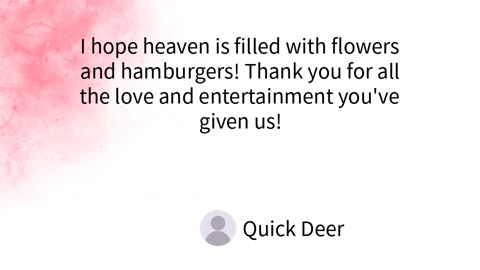 I hope heaven is filled with flowers
and hamburgers! Thank you for all
the love and entertainment you've
given us!
Quick Deer